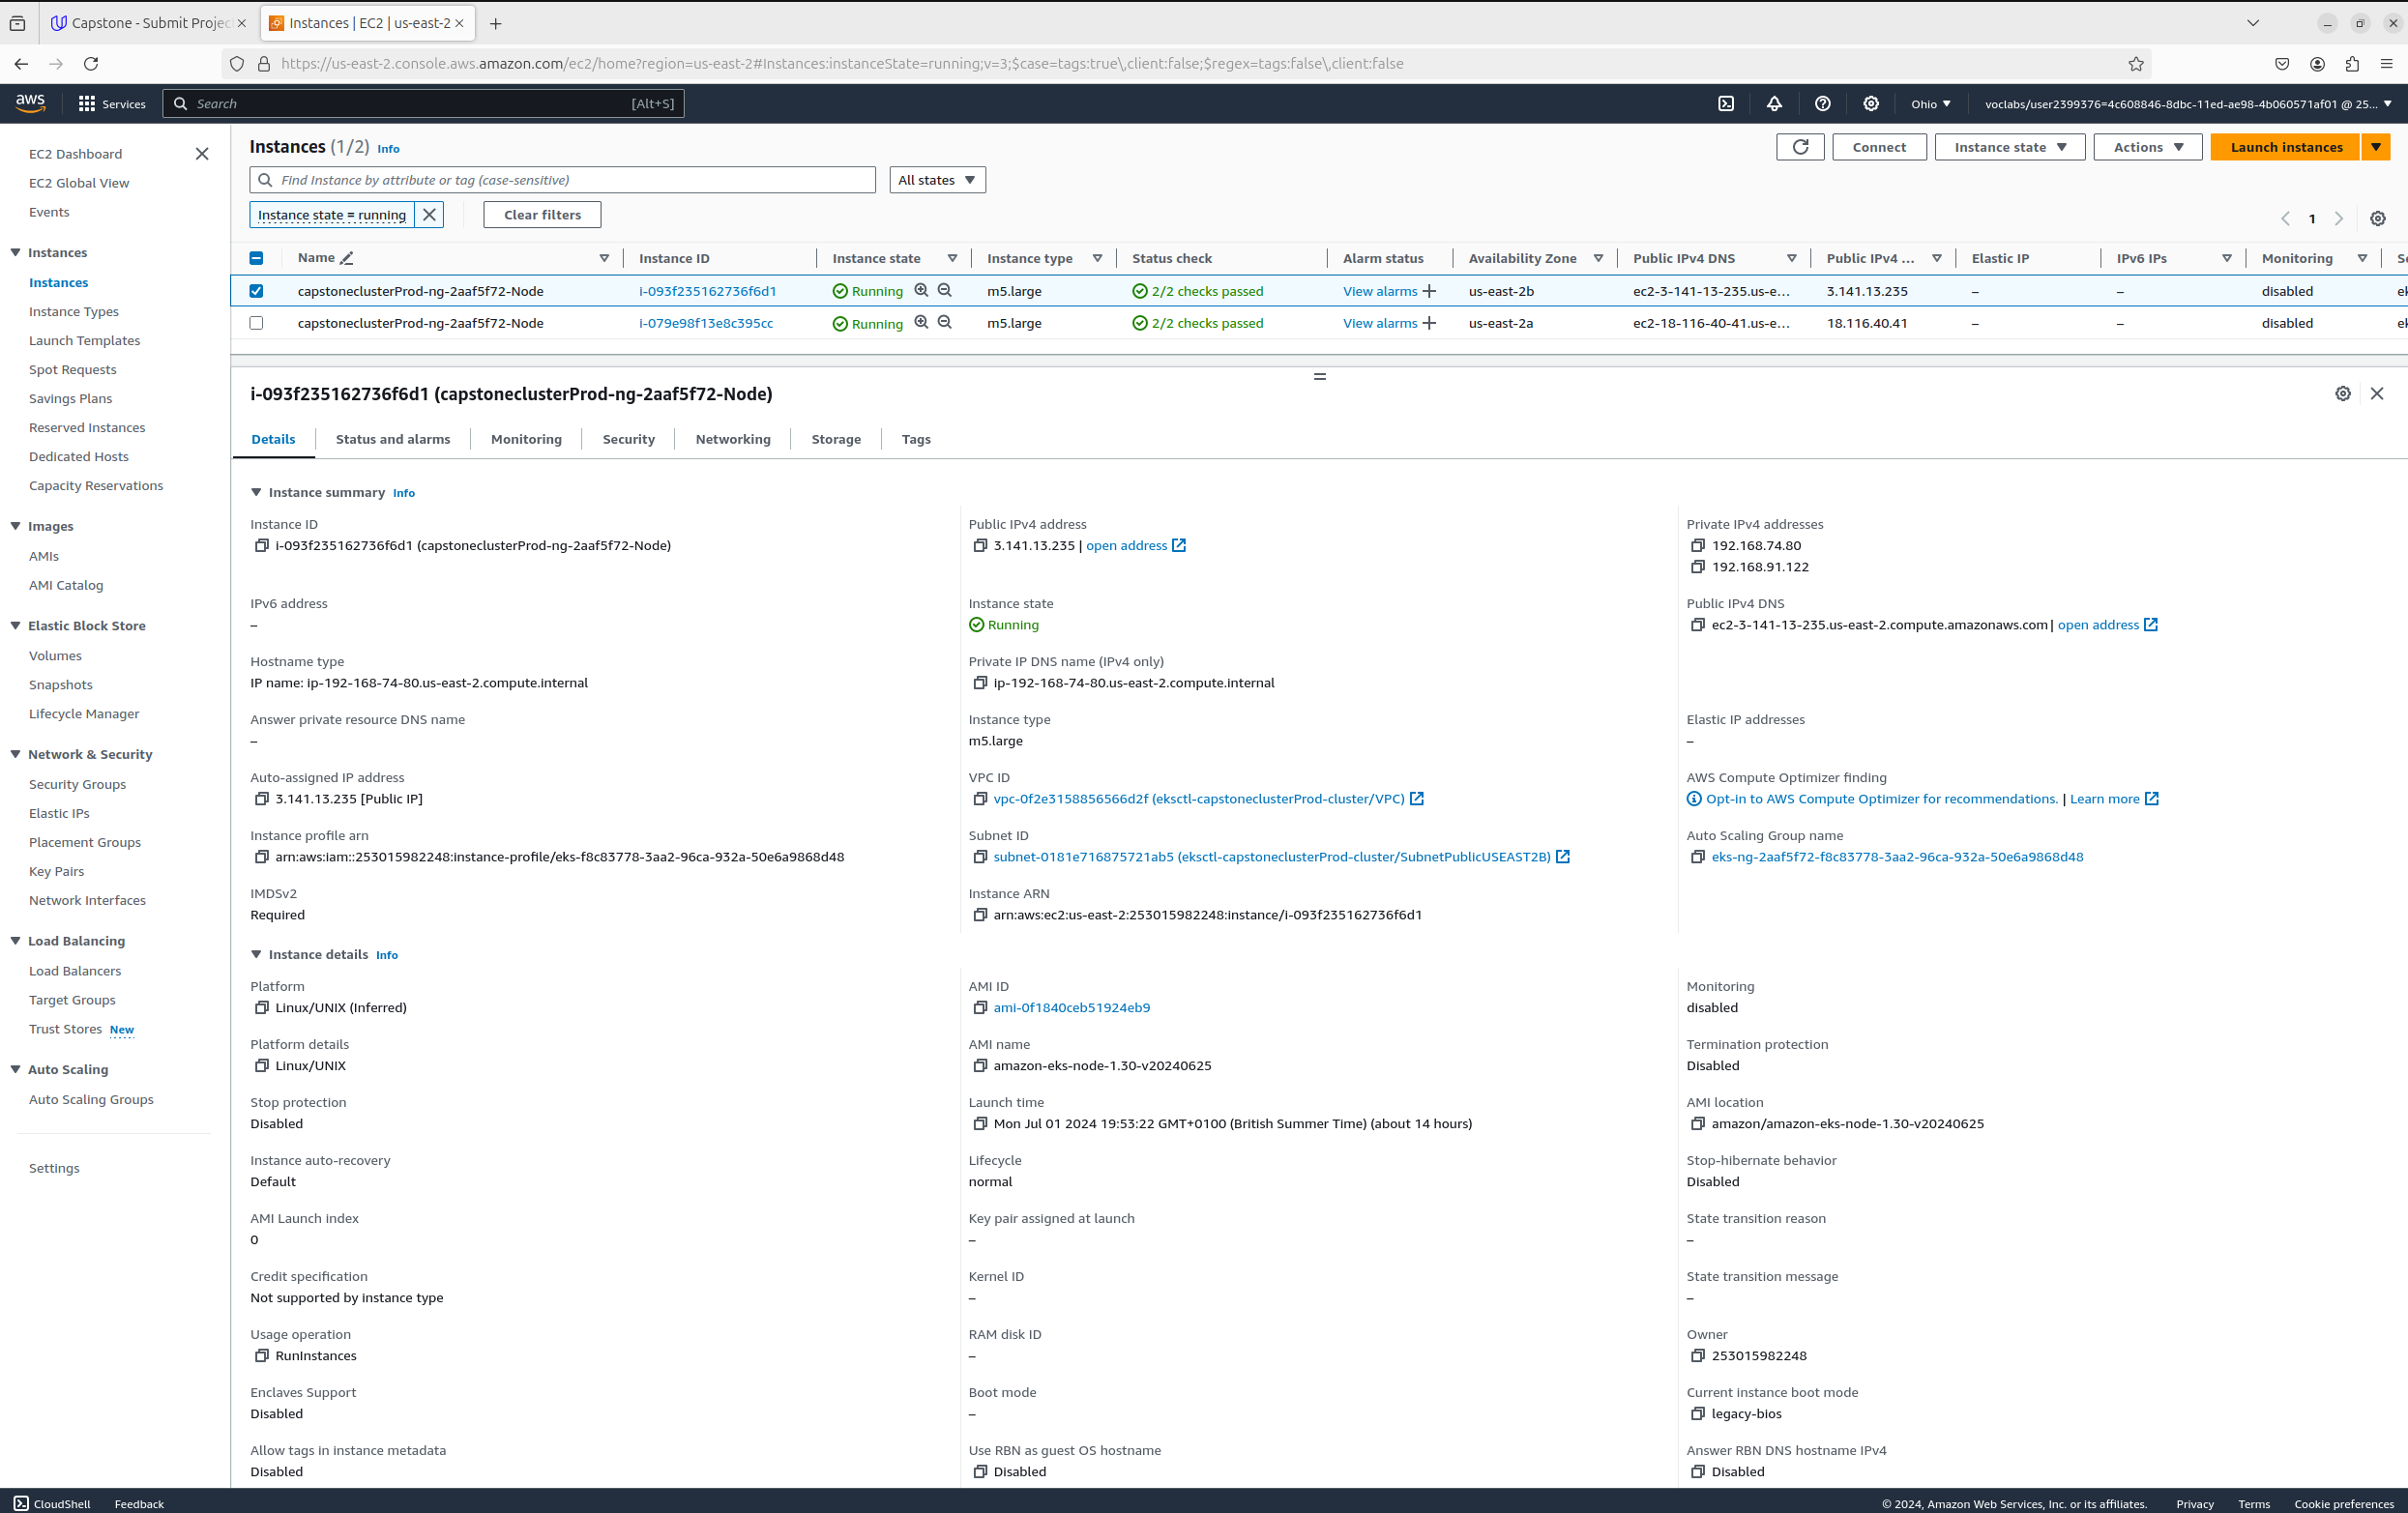 Capstone - Submit Projec
Instances | EC2 | us-east-2
https://us-east-2.console.aws.amazon.com/ec2/home?region=us-east-2#Instances:instanceState=running;v=3;$case=tags:true\,client:false;$regex=tags:false\,client:false
aws
Services
Search
[Alt+S]
Ohio
voclabs/user2399376=4c608846-8dbc-11ed-ae98-4b060571af01 @ 25...
EC2 Dashboard
EC2 Global View
Events
Instances
Instances
Instance Types
Launch Templates
Spot Requests
Savings Plans
Reserved Instances
Dedicated Hosts
Capacity Reservations
Images
AMIs
AMI Catalog
Elastic Block Store
Volumes
Snapshots
Lifecycle Manager
Network & Security
Security Groups
Elastic IPs
Placement Groups
Key Pairs
Network Interfaces
Load Balancing
Load Balancers
Target Groups
Trust Stores New
Auto Scaling
Auto Scaling Groups
Settings
Instances (1/2) Info
Connect
Instance state
Actions
Launch instances
Find Instance by attribute or tag (case-sensitive)
All states
Instance state = running
Clear filters
1
Name Instance ID Instance state Instance type Status check Alarm status Availability Zone Public IPv4 DNS Public IPv4 ... Elastic IP IPv6 IPs Monitoring Se
capstoneclusterProd-ng-2aaf5f72-Node i-093f235162736f6d1 Running m5.large 2/2 checks passed View alarms us-east-2b ec2-3-141-13-235.us-e... 3.141.13.235 – – disabled ek
capstoneclusterProd-ng-2aaf5f72-Node i-079e98f13e8c395cc Running m5.large 2/2 checks passed View alarms us-east-2a ec2-18-116-40-41.us-e... 18.116.40.41 – – disabled ek
i-093f235162736f6d1 (capstoneclusterProd-ng-2aaf5f72-Node)
Details Status and alarms Monitoring Security Networking Storage Tags
Instance summary Info
Instance ID
i-093f235162736f6d1 (capstoneclusterProd-ng-2aaf5f72-Node)
Public IPv4 address
3.141.13.235 | open address
Private IPv4 addresses
192.168.74.80
192.168.91.122
IPv6 address
–
Instance state
Running
Public IPv4 DNS
ec2-3-141-13-235.us-east-2.compute.amazonaws.com | open address
Hostname type
IP name: ip-192-168-74-80.us-east-2.compute.internal
Private IP DNS name (IPv4 only)
ip-192-168-74-80.us-east-2.compute.internal
Answer private resource DNS name
–
Instance type
m5.large
Elastic IP addresses
–
Auto-assigned IP address
3.141.13.235 [Public IP]
VPC ID
vpc-0f2e3158856566d2f (eksctl-capstoneclusterProd-cluster/VPC)
AWS Compute Optimizer finding
Opt-in to AWS Compute Optimizer for recommendations. | Learn more
Instance profile arn
arn:aws:iam::253015982248:instance-profile/eks-f8c83778-3aa2-96ca-932a-50e6a9868d48
Subnet ID
subnet-0181e716875721ab5 (eksctl-capstoneclusterProd-cluster/SubnetPublicUSEAST2B)
Auto Scaling Group name
eks-ng-2aaf5f72-f8c83778-3aa2-96ca-932a-50e6a9868d48
IMDSv2
Required
Instance ARN
arn:aws:ec2:us-east-2:253015982248:instance/i-093f235162736f6d1
Instance details Info
Platform
Linux/UNIX (Inferred)
AMI ID
ami-0f1840ceb51924eb9
Monitoring
disabled
Platform details
Linux/UNIX
AMI name
amazon-eks-node-1.30-v20240625
Termination protection
Disabled
Stop protection
Disabled
Launch time
Mon Jul 01 2024 19:53:22 GMT+0100 (British Summer Time) (about 14 hours)
AMI location
amazon/amazon-eks-node-1.30-v20240625
Instance auto-recovery
Default
Lifecycle
normal
Stop-hibernate behavior
Disabled
AMI Launch index
0
Key pair assigned at launch
–
State transition reason
–
Credit specification
Not supported by instance type
Kernel ID
–
State transition message
–
Usage operation
RunInstances
RAM disk ID
–
Owner
253015982248
Enclaves Support
Disabled
Boot mode
–
Current instance boot mode
legacy-bios
Allow tags in instance metadata
Disabled
Use RBN as guest OS hostname
Disabled
Answer RBN DNS hostname IPv4
Disabled
CloudShell
Feedback
© 2024, Amazon Web Services, Inc. or its affiliates.
Privacy
Terms
Cookie preferences